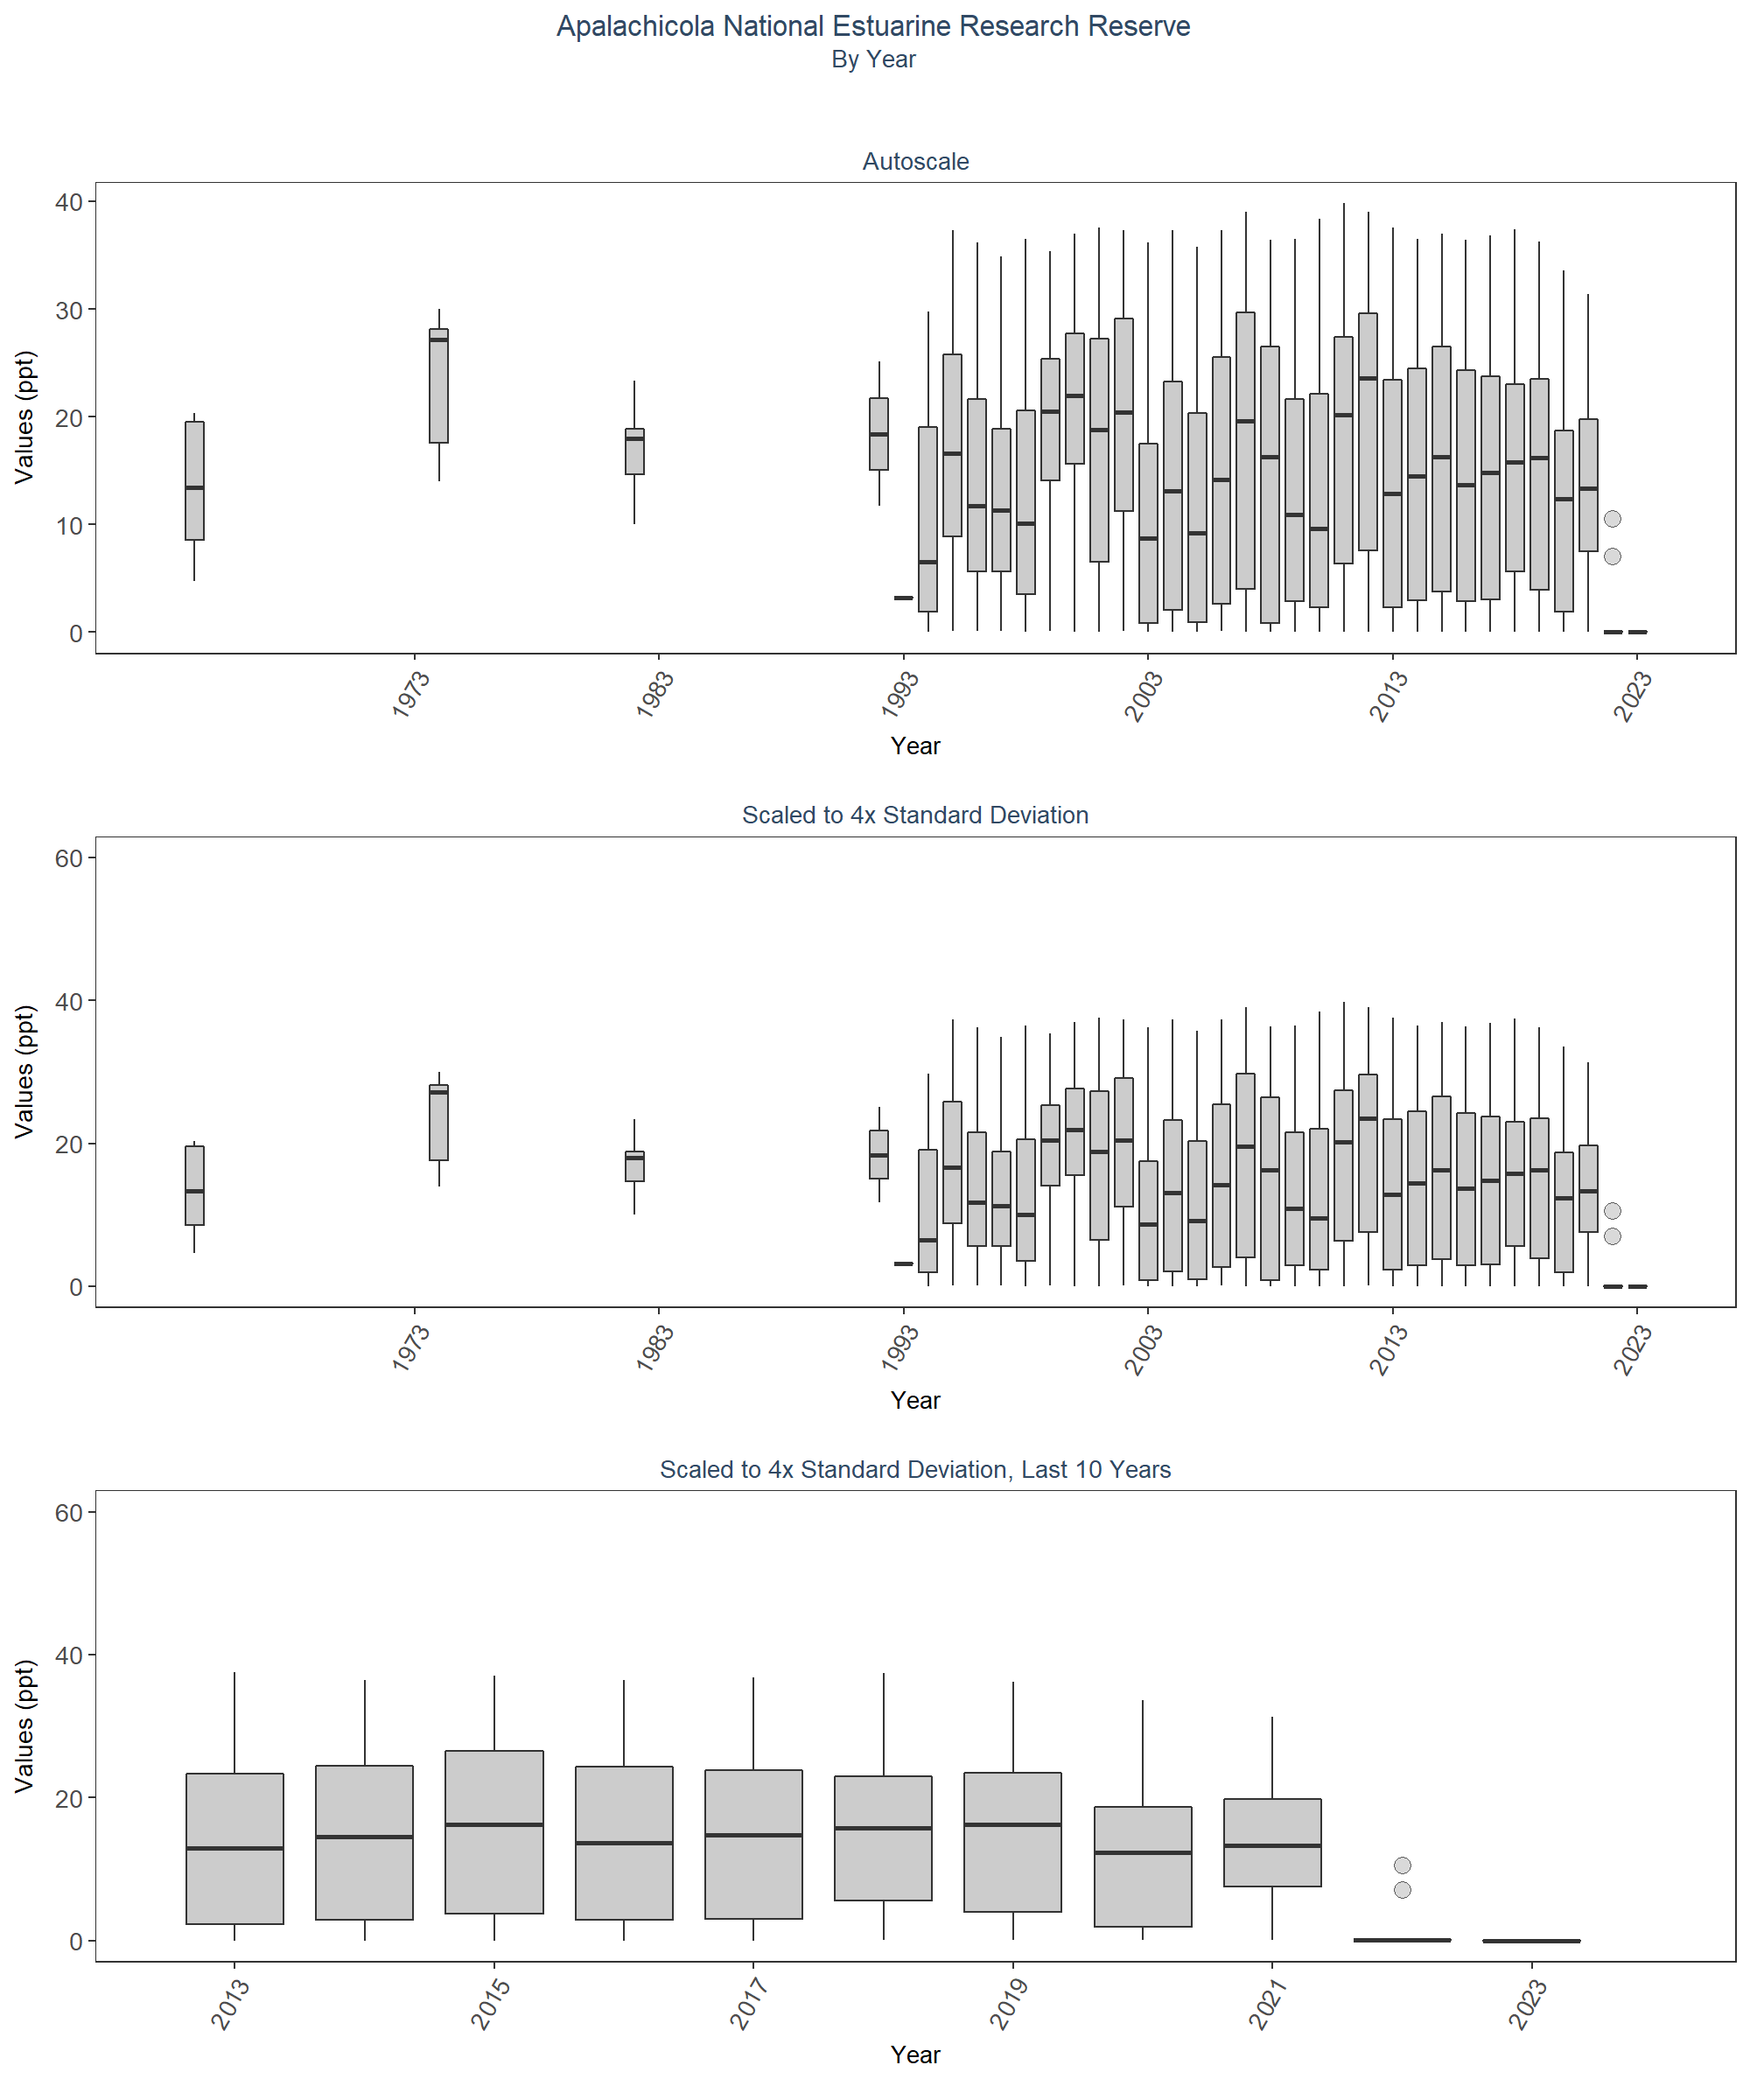 Apalachicola National Estuarine Research Reserve
By Year
Autoscale
Values (ppt)
40
30
20
10
0
1973
1983
1993
2003
2013
2023
Year
Scaled to 4x Standard Deviation
Values (ppt)
60
40
20
0
1973
1983
1993
2003
2013
2023
Year
Scaled to 4x Standard Deviation, Last 10 Years
Values (ppt)
60
40
20
0
2013
2015
2017
2019
2021
2023
Year